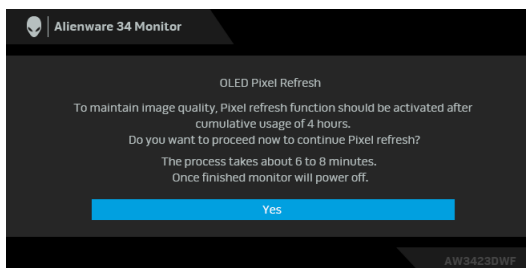 Alienware 34 Monitor
OLED Pixel Refresh
To maintain image quality, Pixel refresh function should be activated after
cumulative usage of 4 hours.
Do you want to proceed now to continue Pixel refresh?
The process takes about 6 to 8 minutes.
Once finished monitor will power off.
Yes
AW3423DWF